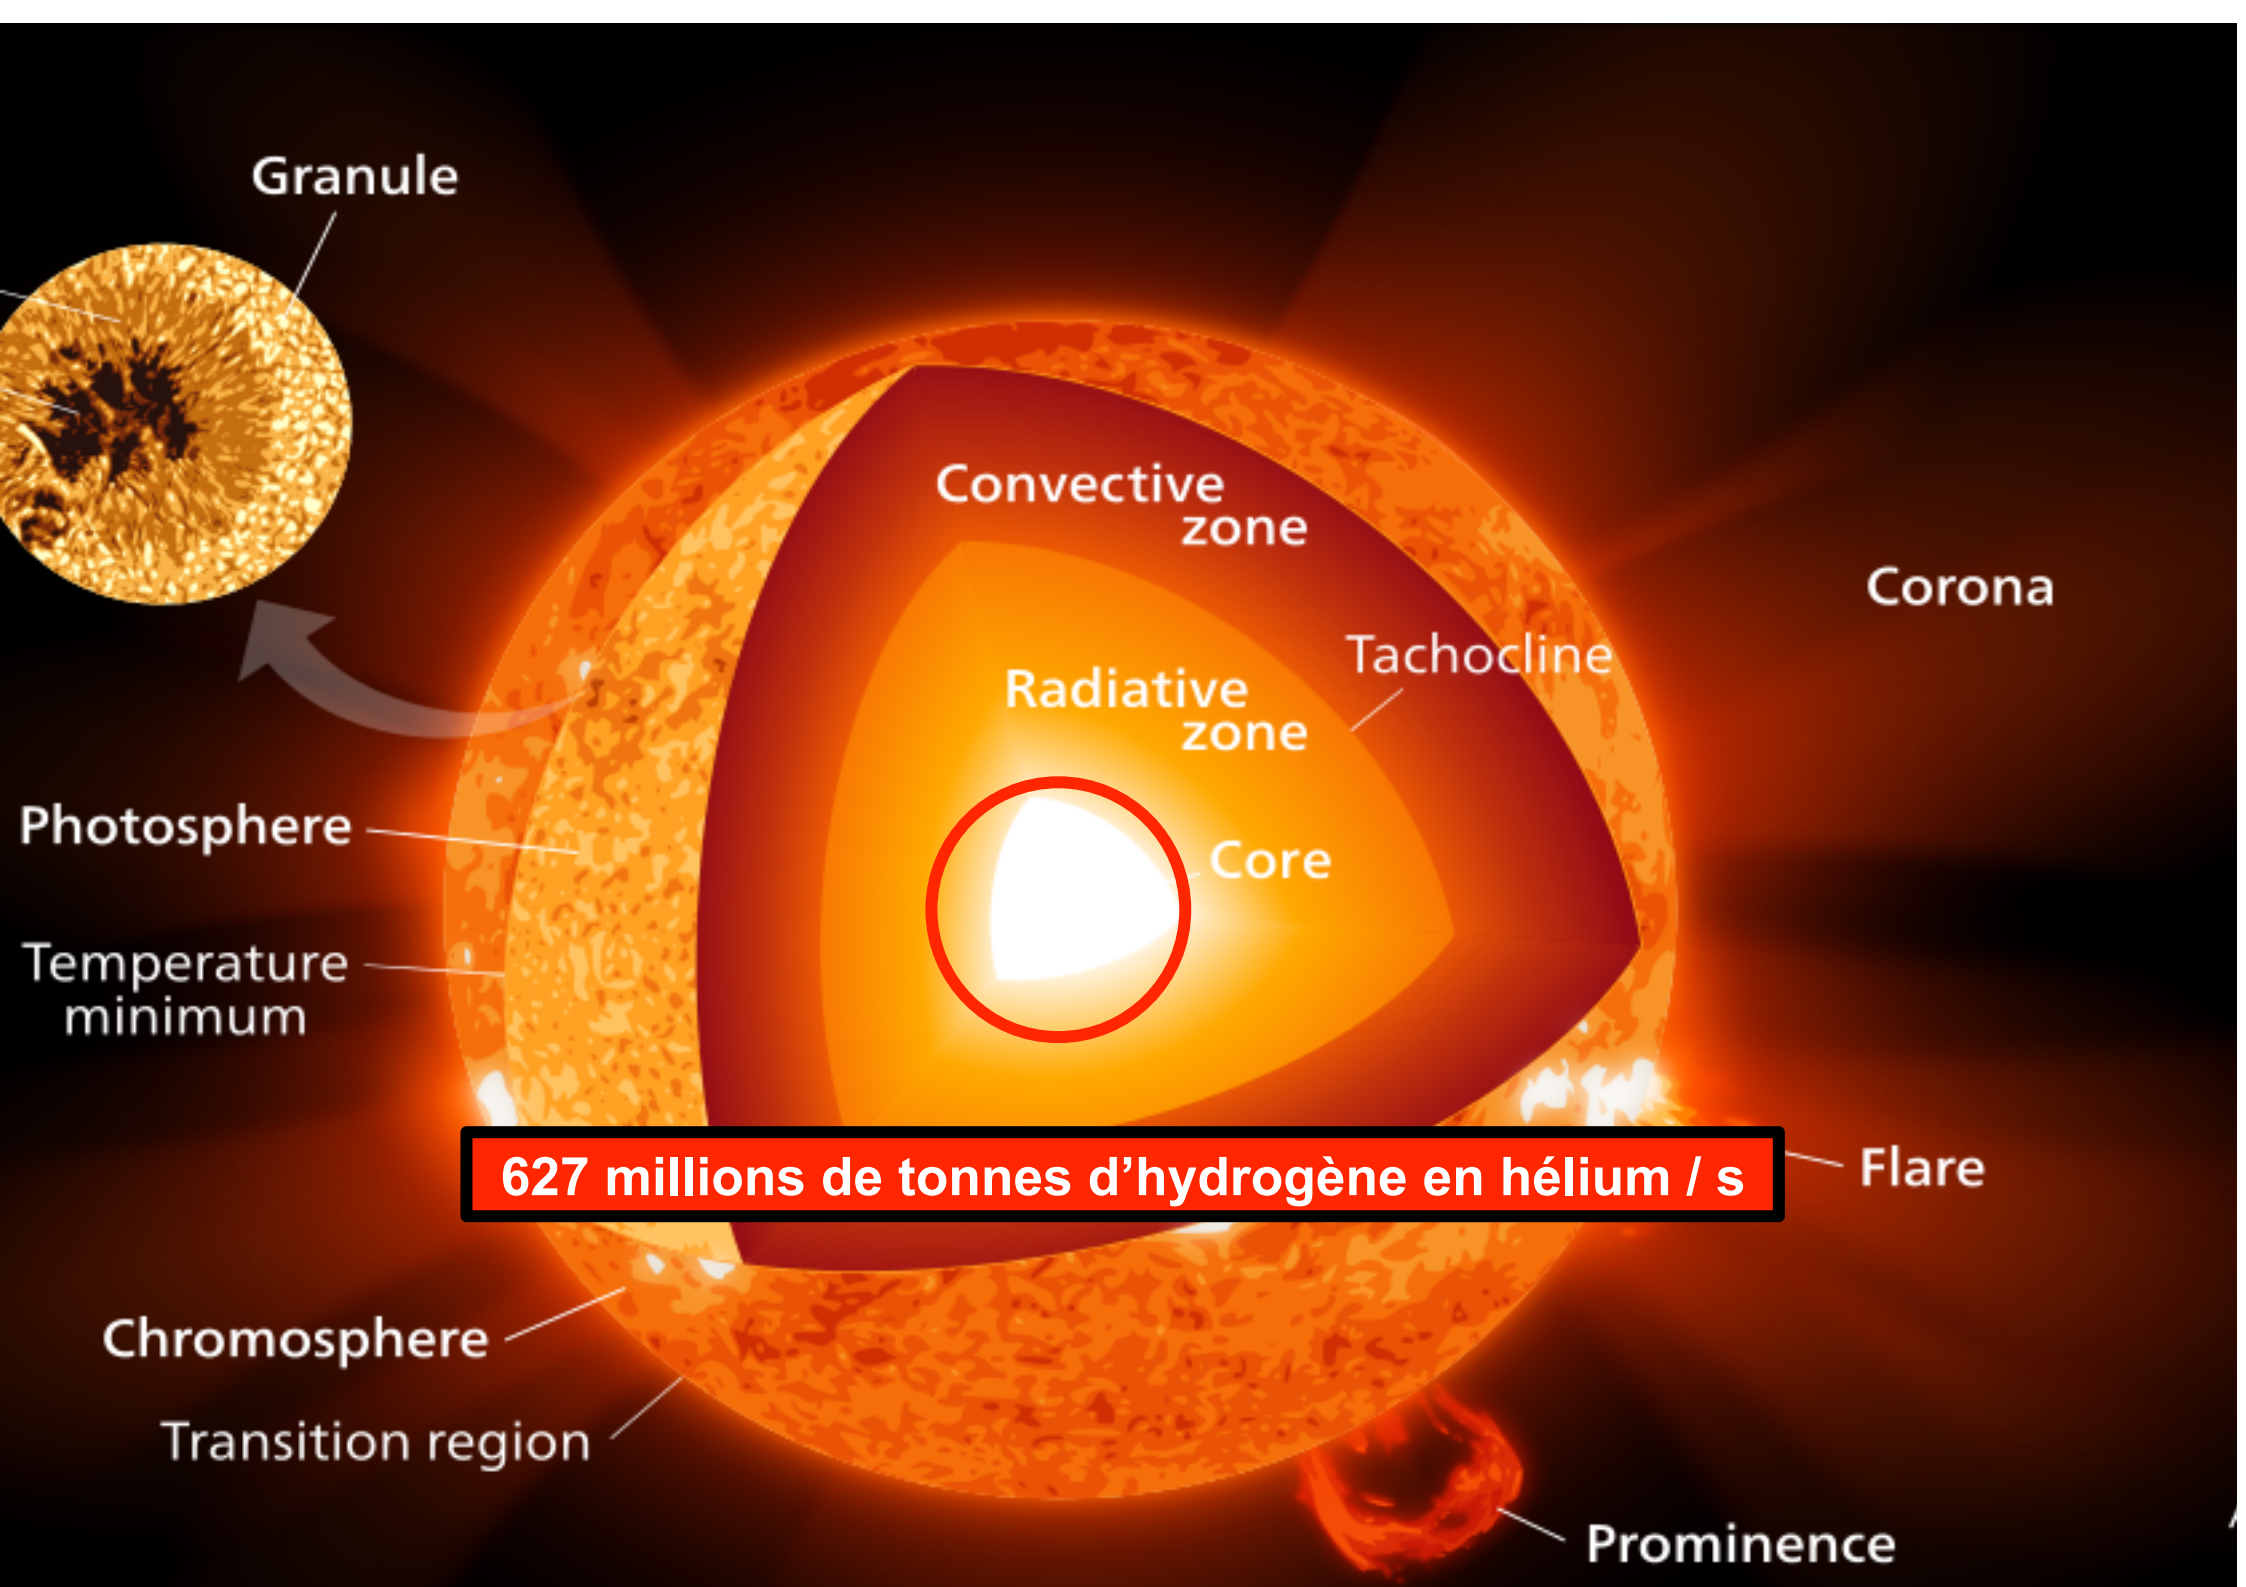 Granule
Convective
zone
Corona
Tachocline
Radiative
zone
Photosphere
Core
Temperature
minimum
627 millions de tonnes d’hydrogène en hélium / s
Flare
Chromosphere
Transition region
Prominence